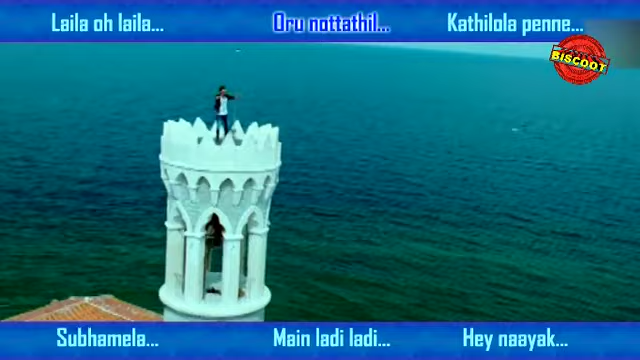 Laila oh laila...
Oru nottathil...
Kathilola penne...
BISCOOT
Subhamela...
Main ladi ladi...
Hey naayak...